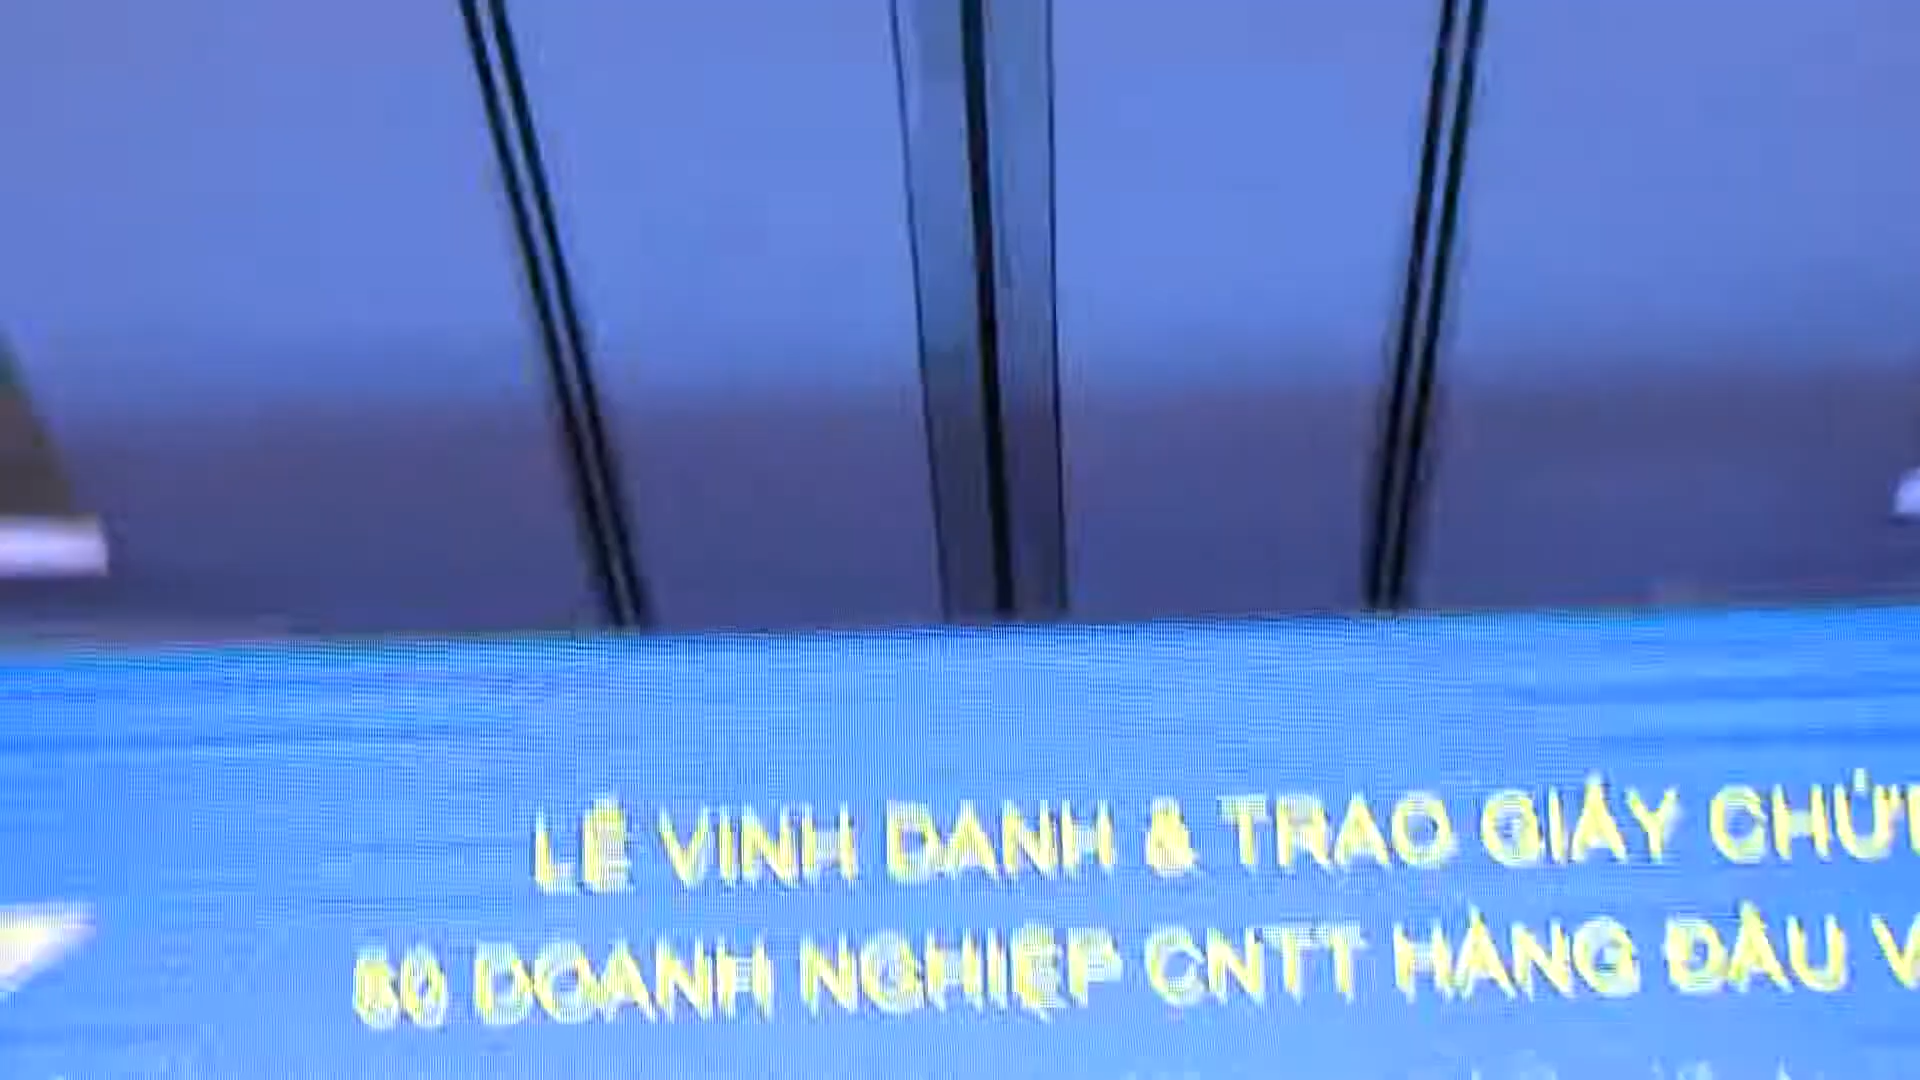 LỄ VINH DANH & TRAO GIẤY
DOANH NGHIỆP CNTT HÀNG ĐẦU